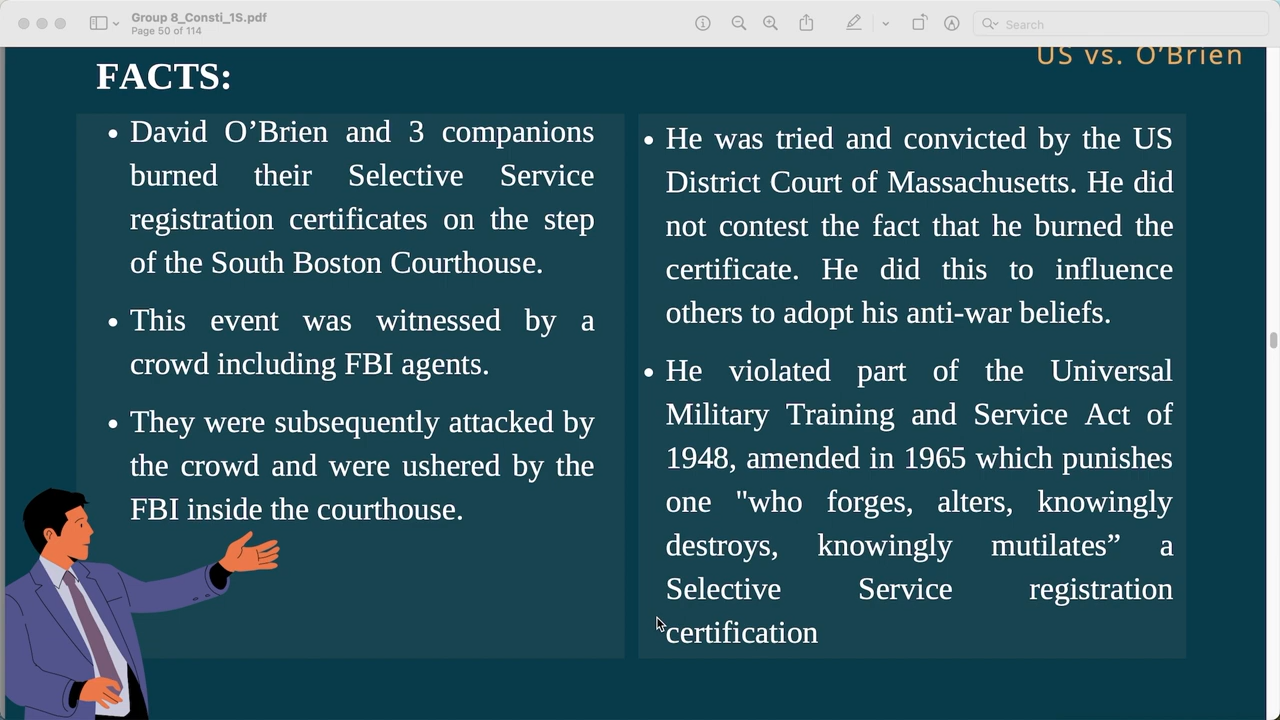 Group 8_Consti_1S.pdf
Page 50 of 114
Search
US vs. O’Brien
FACTS:
• David O’Brien and 3 companions
burned their Selective Service
registration certificates on the step
of the South Boston Courthouse.
• This event was witnessed by a
crowd including FBI agents.
• They were subsequently attacked by
the crowd and were ushered by the
FBI inside the courthouse.
• He was tried and convicted by the US
District Court of Massachusetts. He did
not contest the fact that he burned the
certificate. He did this to influence
others to adopt his anti-war beliefs.
• He violated part of the Universal
Military Training and Service Act of
1948, amended in 1965 which punishes
one "who forges, alters, knowingly
destroys, knowingly mutilates” a
Selective Service registration
certification